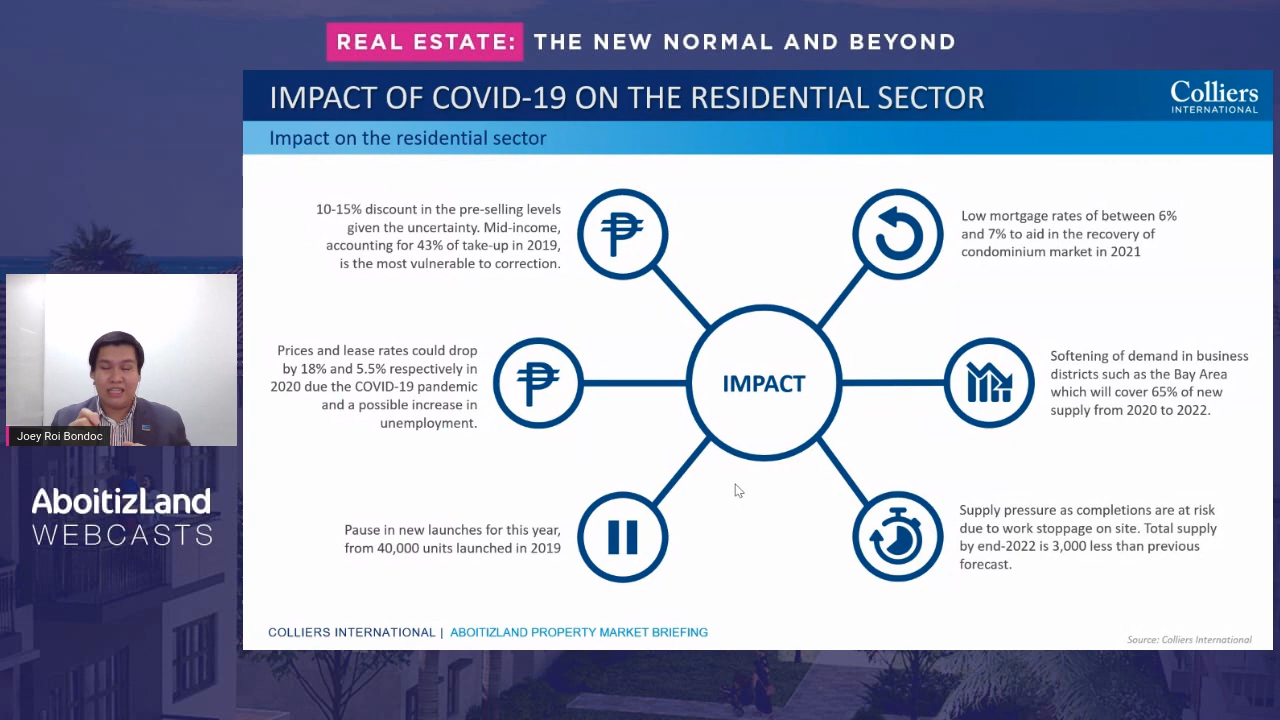 REAL ESTATE: THE NEW NORMAL AND BEYOND
IMPACT OF COVID-19 ON THE RESIDENTIAL SECTOR
Colliers
INTERNATIONAL
Impact on the residential sector
10-15% discount in the pre-selling levels
given the uncertainty. Mid-income,
accounting for 43% of take-up in 2019,
is the most vulnerable to correction.
Low mortgage rates of between 6%
and 7% to aid in the recovery of
condominium market in 2021
Prices and lease rates could drop
by 18% and 5.5% respectively in
2020 due the COVID-19 pandemic
and a possible increase in
unemployment.
IMPACT
Softening of demand in business
districts such as the Bay Area
which will cover 65% of new
supply from 2020 to 2022.
Pause in new launches for this year,
from 40,000 units launched in 2019
Supply pressure as completions are at risk
due to work stoppage on site. Total supply
by end-2022 is 3,000 less than previous
forecast.
Joey Roi Bondoc
AboitizLand
WEBCASTS
COLLIERS INTERNATIONAL | ABOITIZLAND PROPERTY MARKET BRIEFING
Source: Colliers International